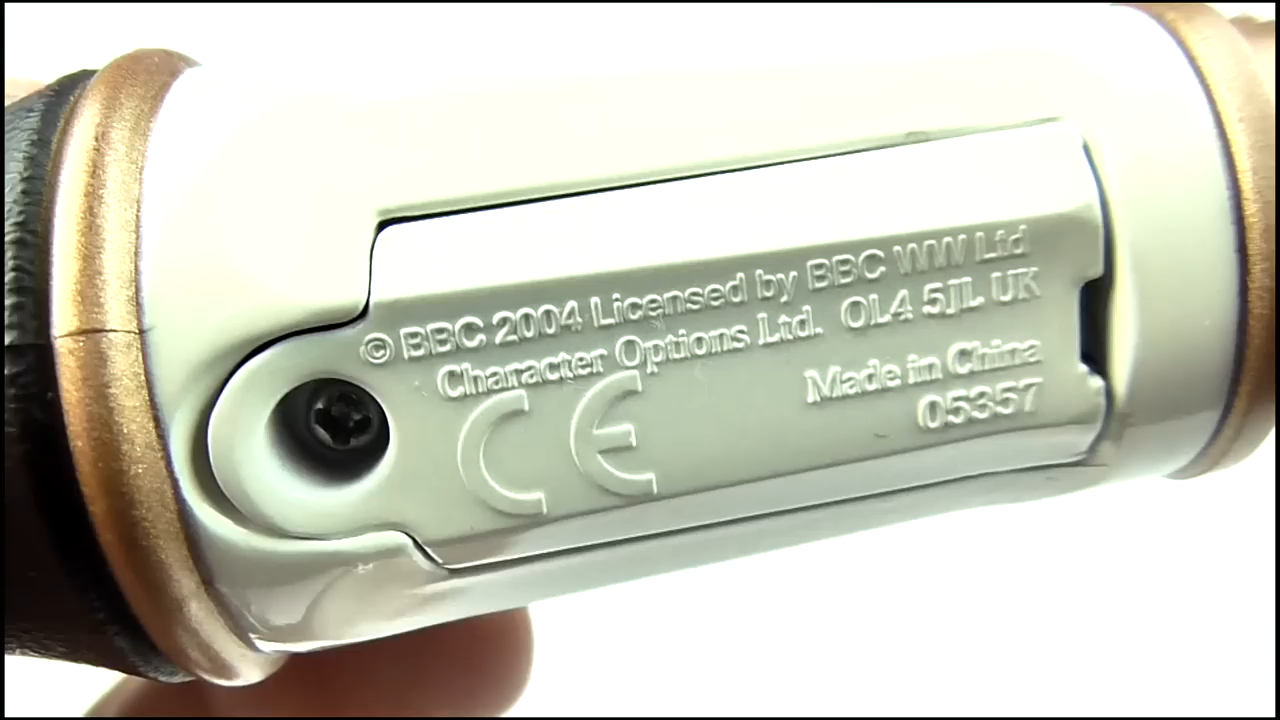 © BBC 2004 Licensed by BBC WW Ltd
Character Options Ltd. OL4 5JL UK
Made in China
CE 05357